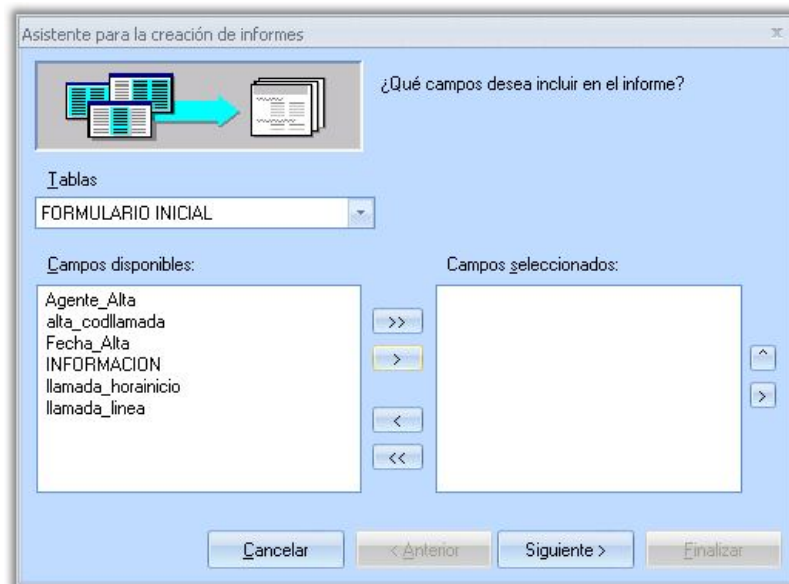 Asistente para la creación de informes
x
¿Qué campos desea incluir en el informe?
Tablas
FORMULARIO INICIAL
Campos disponibles:
Campos seleccionados:
Agente_Alta
alta_codllamada
Fecha_Alta
INFORMACION
llamada_horainicio
llamada_linea
>>
>
<
<<
^
>
Cancelar
< Anterior
Siguiente >
Finalizar